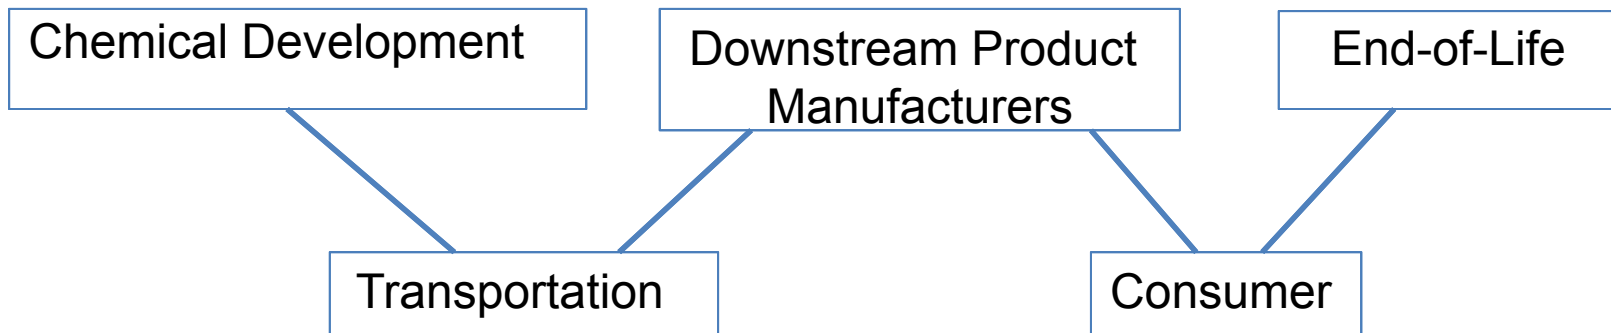 Chemical Development
Downstream Product
Manufacturers
End-of-Life
Transportation
Consumer